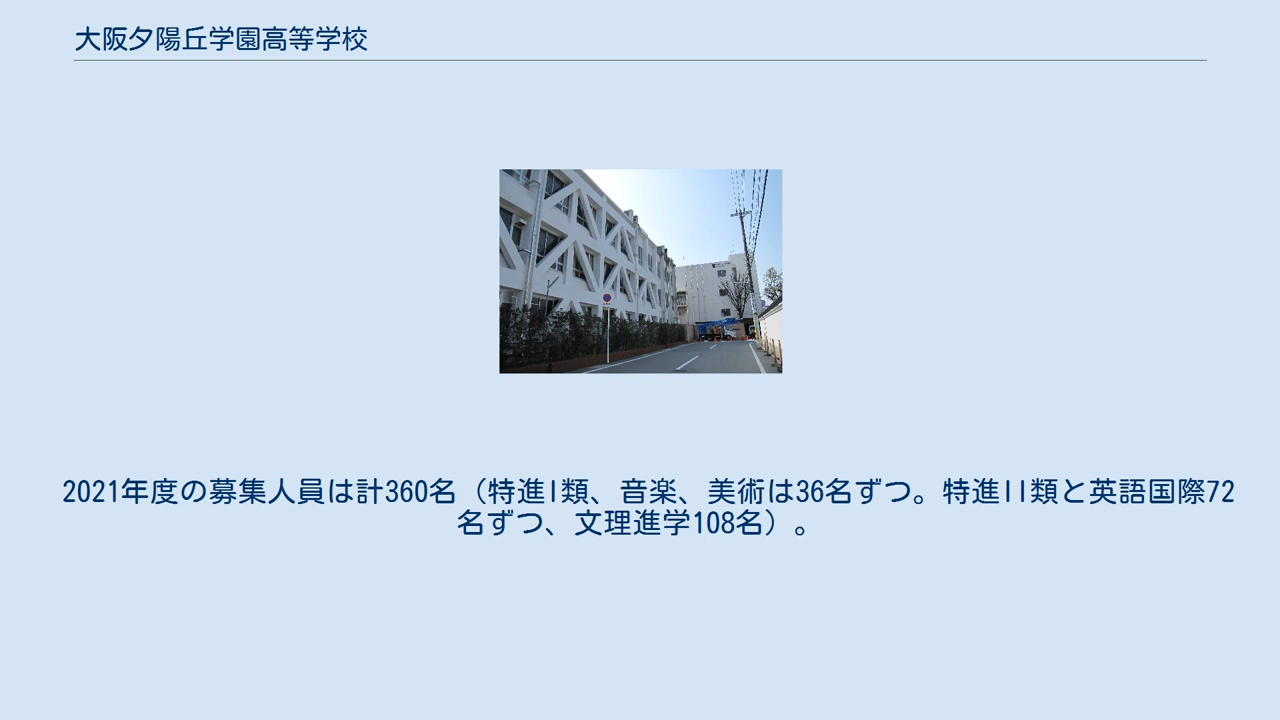 大阪夕陽丘学園高等学校
2021年度の募集人員は計360名（特進I類、音楽、美術は36名ずつ。特進II類と英語国際72
名ずつ、文理進学108名）。